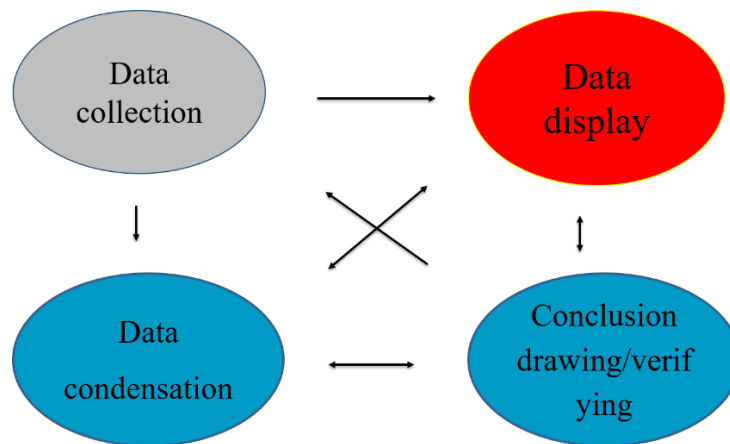 Data
collection
Data
display
Data
condensation
Conclusion
drawing/verif
ying